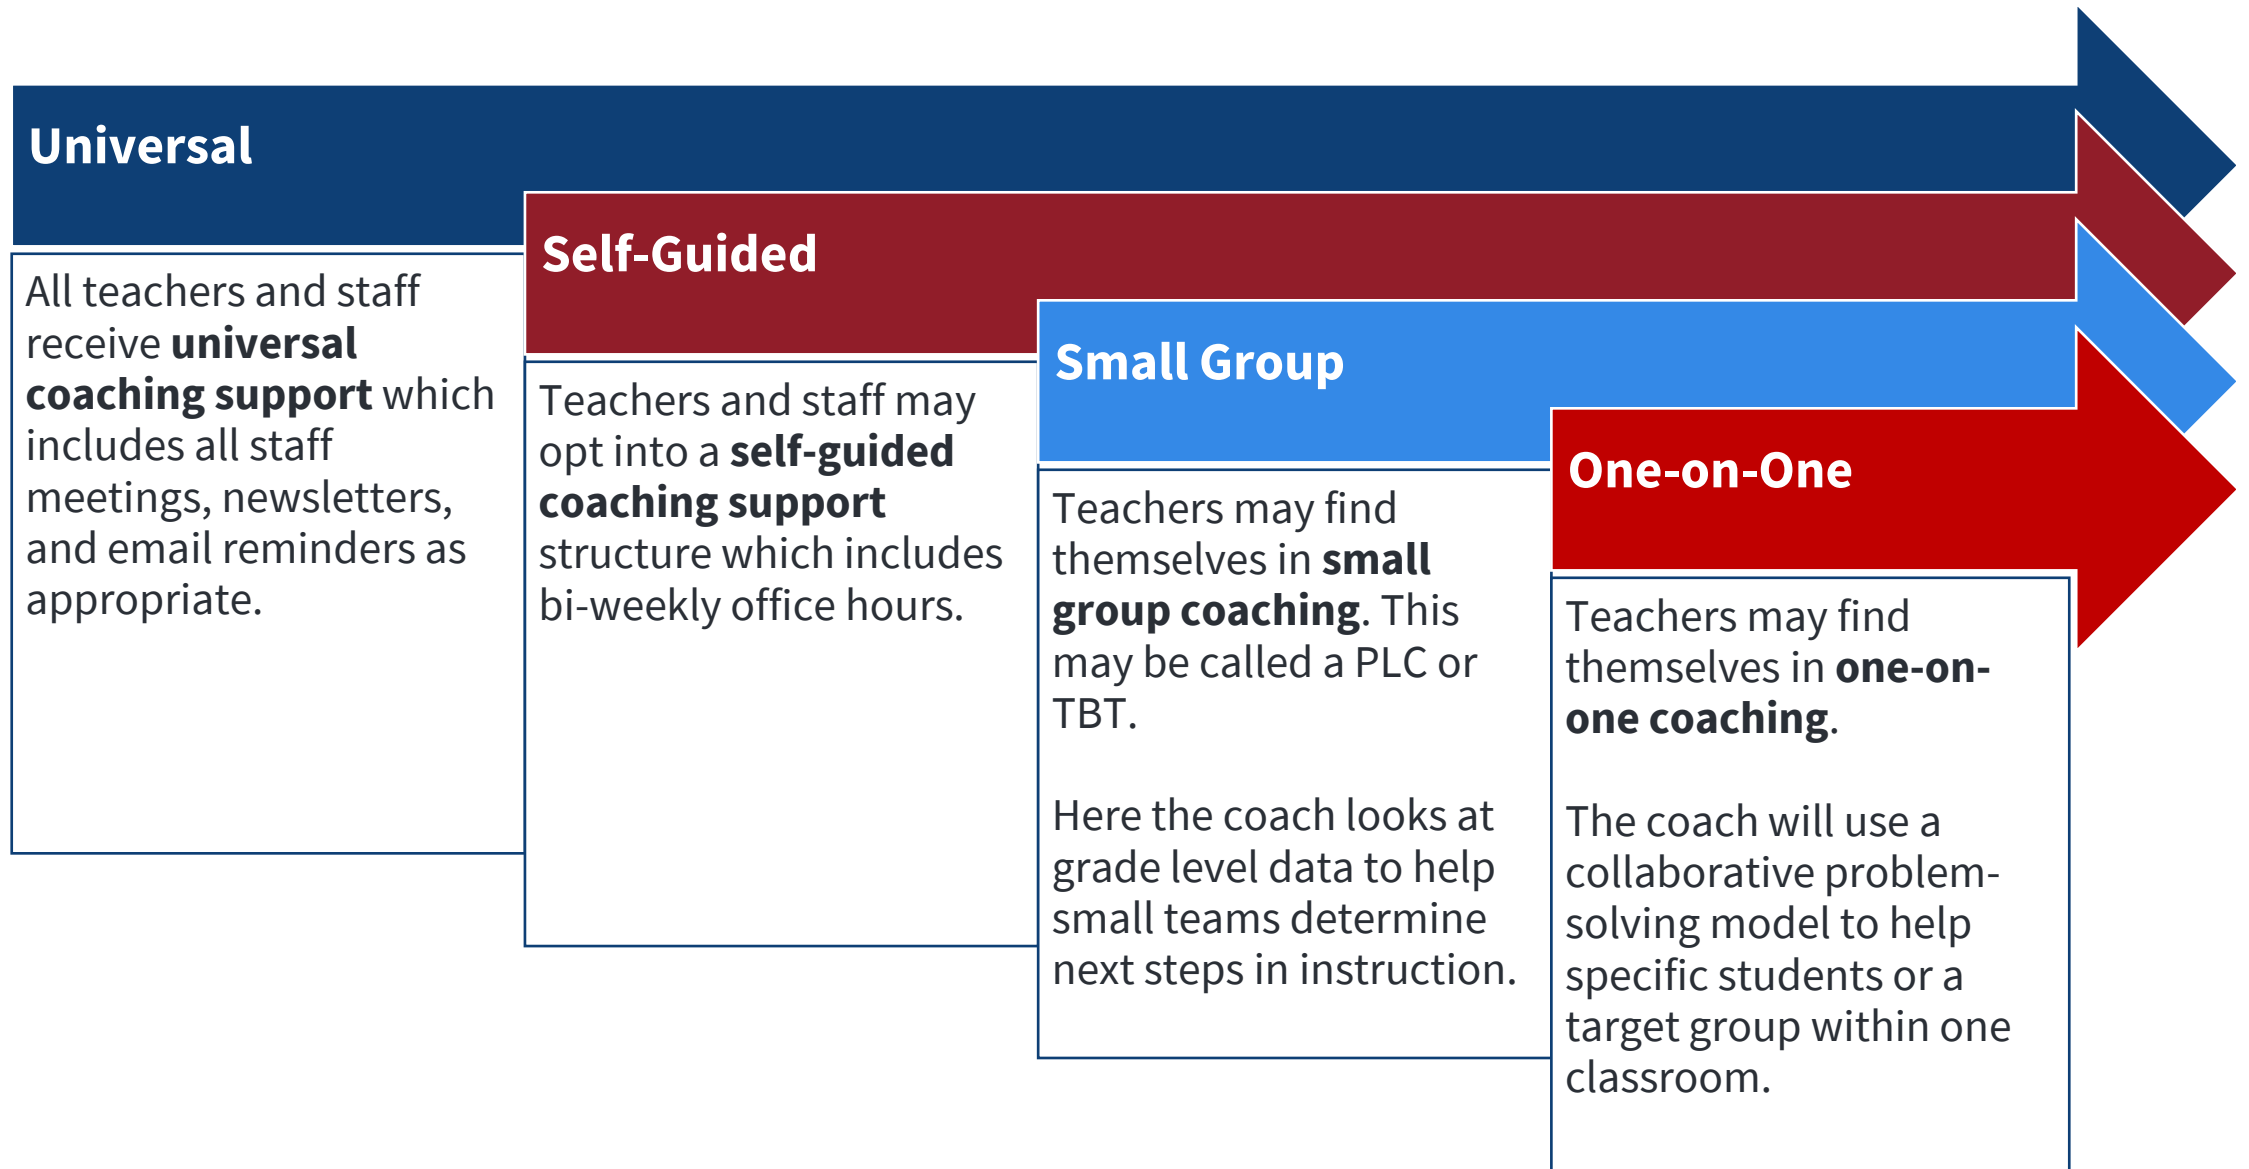 Universal
All teachers and staff
receive universal
coaching support which
includes all staff
meetings, newsletters,
and email reminders as
appropriate.
Self-Guided
Teachers and staff may
opt into a self-guided
coaching support
structure which includes
bi-weekly office hours.
Small Group
Teachers may find
themselves in small
group coaching. This
may be called a PLC or
TBT.
Here the coach looks at
grade level data to help
small teams determine
next steps in instruction.
One-on-One
Teachers may find
themselves in one-on-
one coaching.
The coach will use a
collaborative problem-
solving model to help
specific students or a
target group within one
classroom.